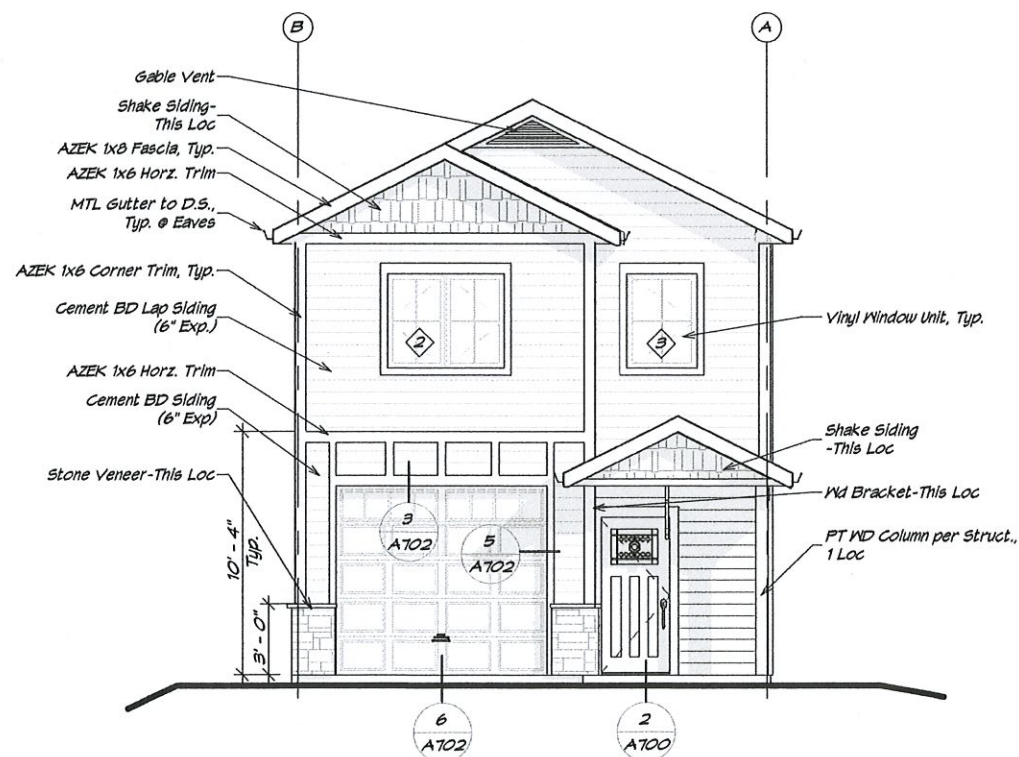 B
A
Gable Vent
Shake Siding-
This Loc
AZEK 1x8 Fascia, Typ.
AZEK 1x6 Horz. Trim
MTL Gutter to D.S.,
Typ. @ Eaves
AZEK 1x6 Corner Trim, Typ.
Cement BD Lap Siding
(6" Exp.)
2
3
Vinyl Window Unit, Typ.
AZEK 1x6 Horz. Trim
Cement BD Siding
(6" Exp)
Shake Siding
-This Loc
Stone Veneer-This Loc
Wd Bracket-This Loc
3
A702
5
A702
PT WD Column per Struct.,
1 Loc
10' - 4"
Typ.
3' - 0"
6
A702
2
A700